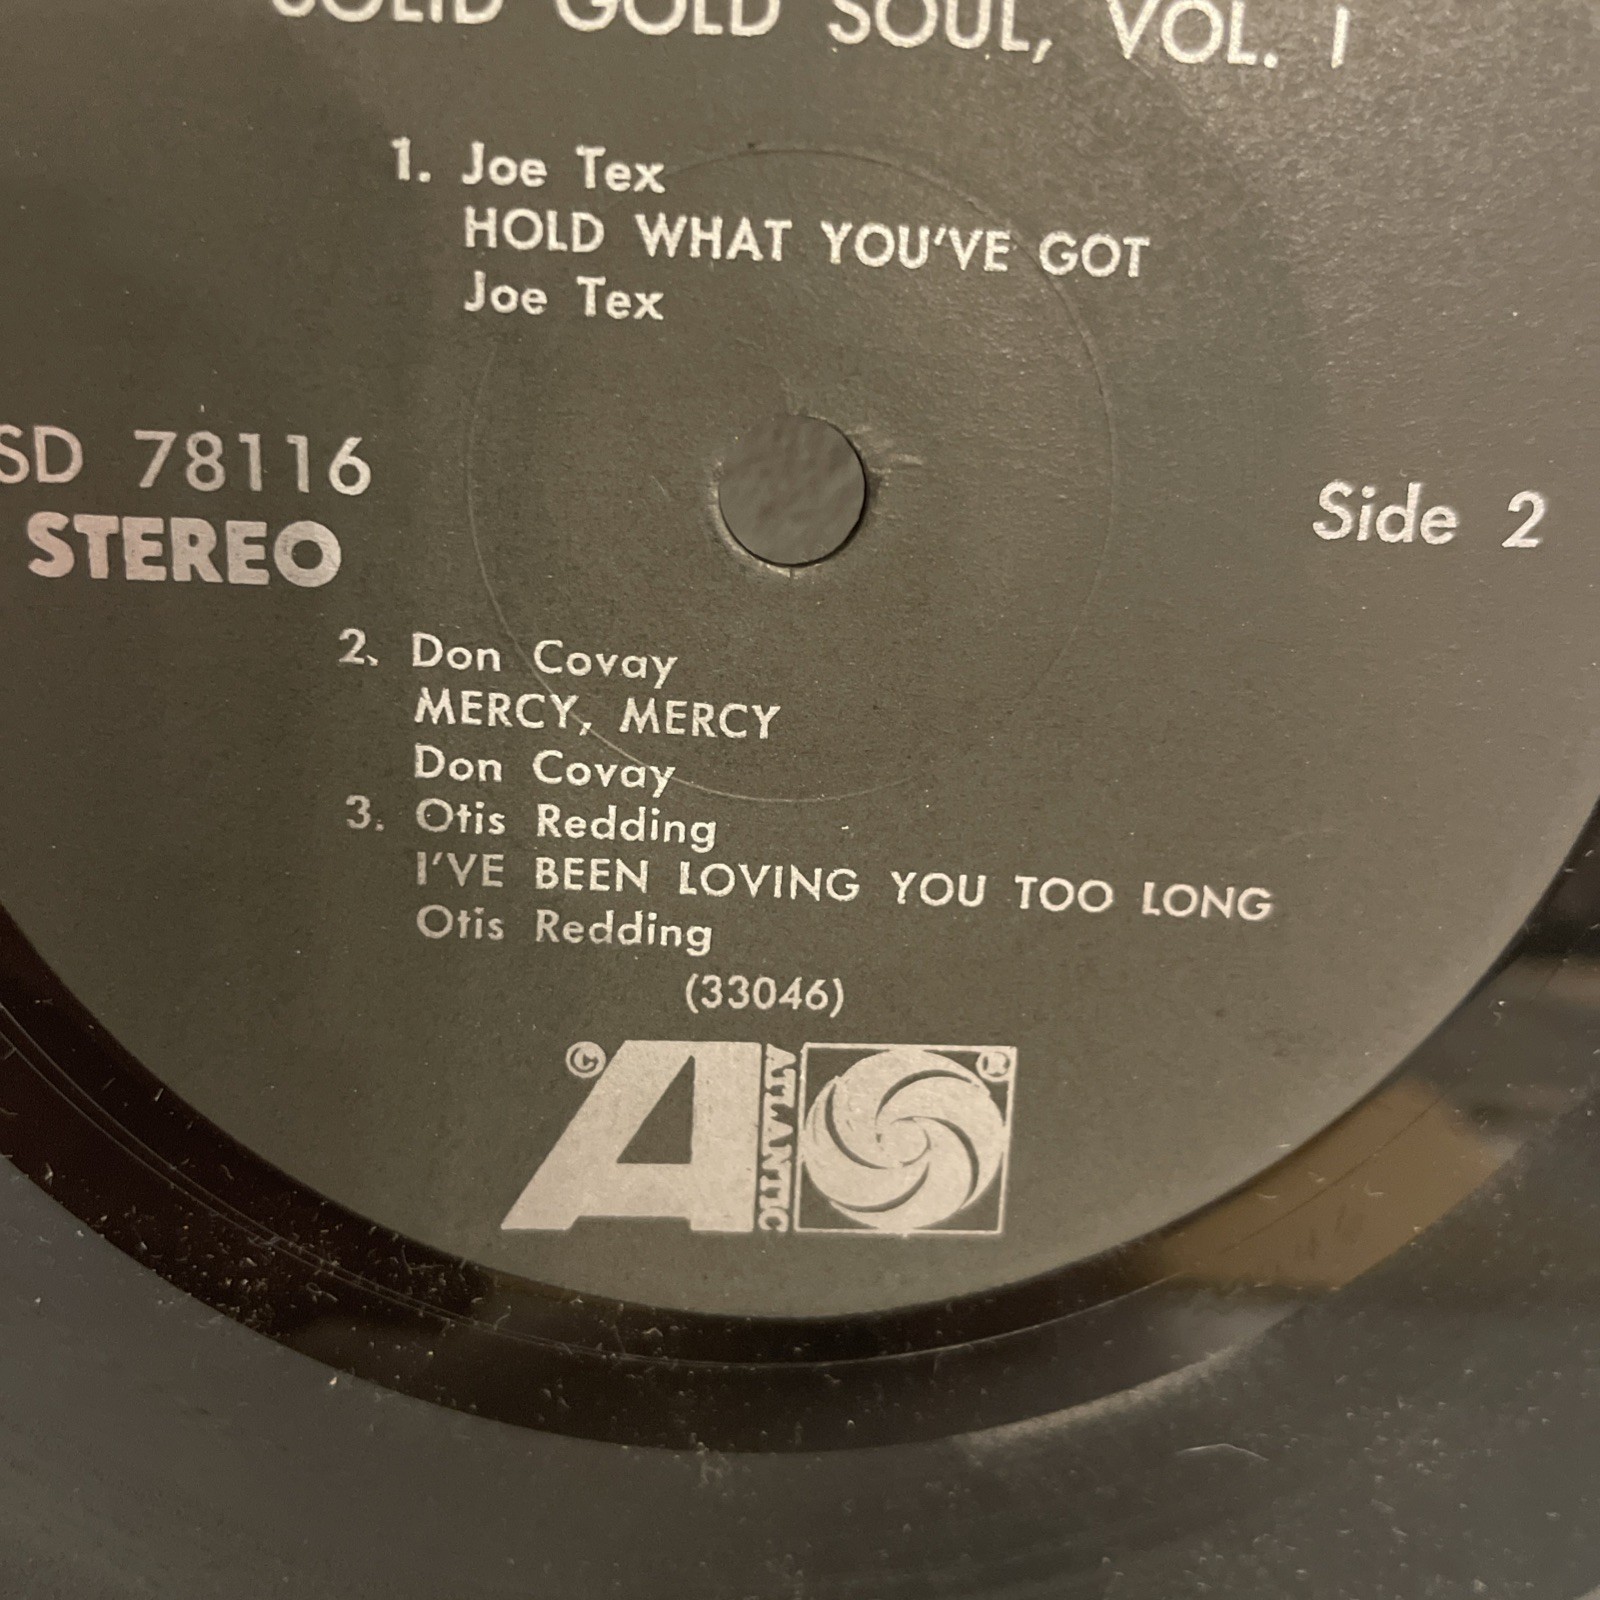 SOLID GOLD SOUL, VOL. 1
1. Joe Tex
HOLD WHAT YOU'VE GOT
Joe Tex
SD 78116
STEREO
Side 2
2. Don Covay
MERCY, MERCY
Don Covay
3. Otis Redding
I'VE BEEN LOVING YOU TOO LONG
Otis Redding
(33046)
© A ATLANTIC ®